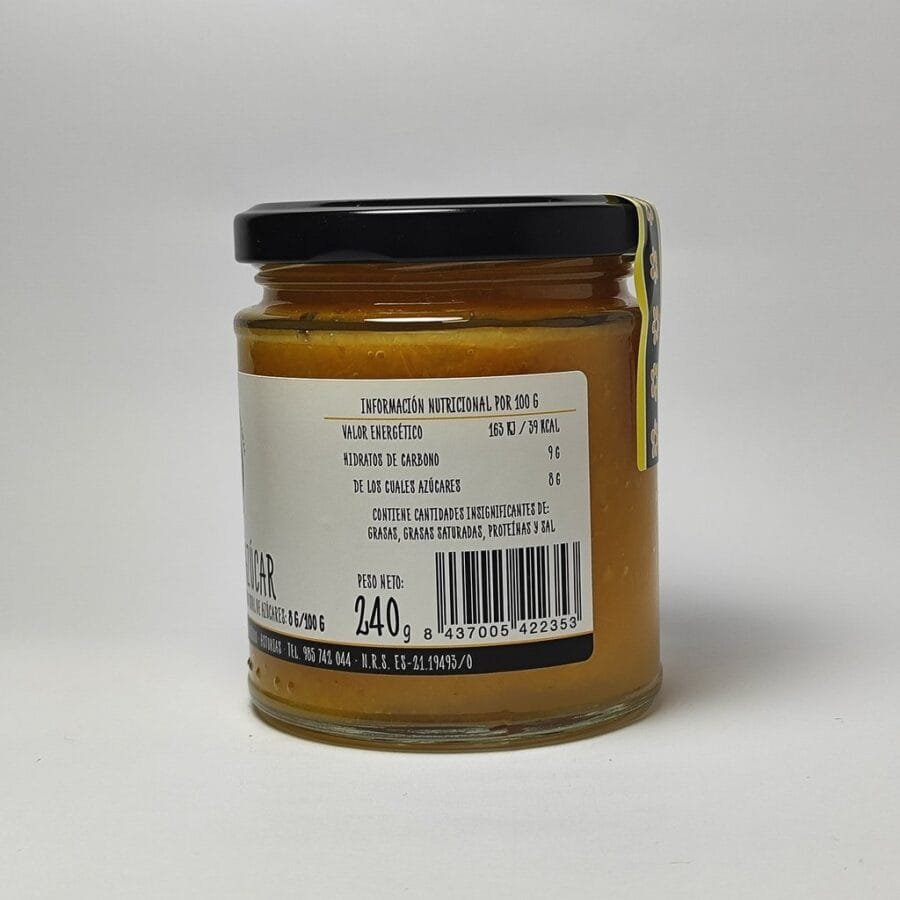 INFORMACIÓN NUTRICIONAL POR 100 G
VALOR ENERGÉTICO 163 KJ / 39 KCAL
HIDRATOS DE CARBONO 9 G
DE LOS CUALES AZÚCARES 8 G
CONTIENE CANTIDADES INSIGNIFICANTES DE:
GRASAS, GRASAS SATURADAS, PROTEÍNAS Y SAL
PESO NETO:
240g
8 437005 422353
DE AZÚCARES: 8 G/100 G
ASTURIAS · TEL. 985 742 044 · N.R.S. ES-21.19493/O